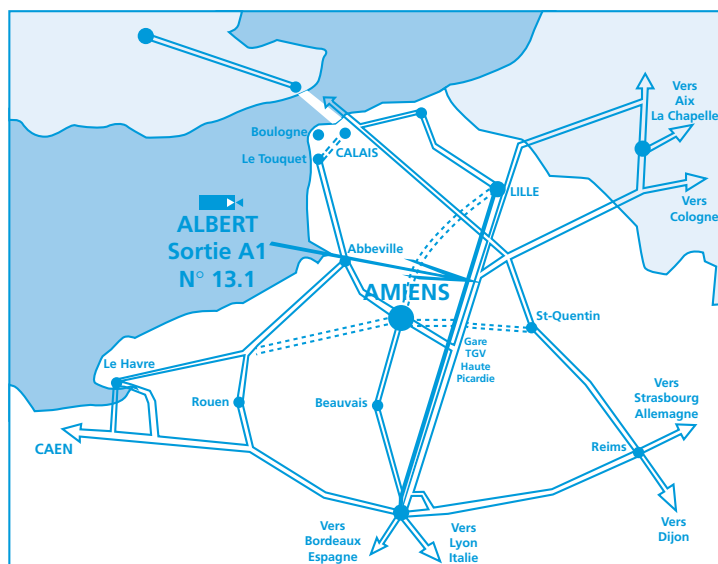 Vers
Aix
La Chapelle
Boulogne
CALAIS
Le Touquet
LILLE
Vers
Cologne
ALBERT
Sortie A1
N° 13.1
Abbeville
AMIENS
St-Quentin
Gare
TGV
Haute
Picardie
Le Havre
Rouen
Beauvais
Vers
Strasbourg
Allemagne
CAEN
Reims
Vers
Bordeaux
Espagne
Vers
Lyon
Italie
Vers
Dijon